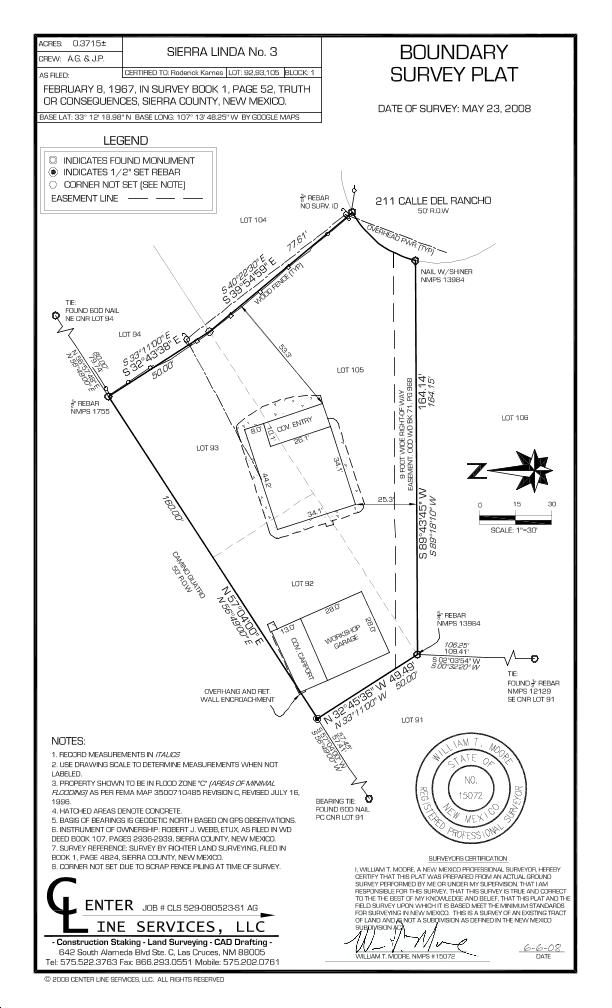 ACRES: 0.3715±
CREW: A.G. & J.P.
SIERRA LINDA No. 3
CERTIFIED TO: Roderick Karnes LOT: 92,93,105 BLOCK: 1
AS FILED:
FEBRUARY 8, 1967, IN SURVEY BOOK 1, PAGE 52, TRUTH
OR CONSEQUENCES, SIERRA COUNTY, NEW MEXICO.
BASE LAT: 33° 12' 18.98" N BASE LONG: 107° 13' 48.25" W BY GOOGLE MAPS
BOUNDARY
SURVEY PLAT
DATE OF SURVEY: MAY 23, 2008
LEGEND
INDICATES FOUND MONUMENT
INDICATES 1/2" SET REBAR
CORNER NOT SET (SEE NOTE)
EASEMENT LINE
REBAR
NO SURV. ID
211 CALLE DEL RANCHO
50' R.O.W
LOT 104
77.61'
OVERHEAD PWR (TYP)
S 40°22'30" E
S 39°54'59" E
WOOD FENCE (TYP)
NAIL W/SHINER
NMPS 13984
TIE:
FOUND 60D NAIL
NE CNR LOT 94
LOT 94
S 33°11'00" E
S 32°43'38" E
50.00'
REBAR
NMPS 1755
53.3'
LOT 105
164.14'
164.15'
LOT 106
9 FOOT WIDE RIGHT-OF-WAY
COV. ENTRY
8.0'
10.1'
26.1'
LOT 93
44.2'
34.1'
34.1'
25.3'
160.00'
N
0 15 30
SCALE: 1"=30'
S 89°43'45" W
S 89°18'10" W
CAMINO QUATRO
50' R.O.W
LOT 92
N 57°04'00" E
N 56°49'00" E
28.0'
28.0'
13.0'
WORKSHOP
GARAGE
COV. CARPORT
REBAR
NMPS 13984
106.25'
109.41'
S 02°03'54" W
S 00°32'20" W
TIE:
FOUND REBAR
NMPS 12129
SE CNR LOT 91
OVERHANG AND RET.
WALL ENCROACHMENT
N 32°45'36" W 49.49'
N 33°11'00" W 50.00'
LOT 91
BEARING TIE:
FOUND 60D NAIL
PC CNR LOT 91
WILLIAM T. MOORE
STATE OF
NO.
15072
NEW MEXICO
REGISTERED PROFESSIONAL SURVEYOR
NOTES:
1. RECORD MEASUREMENTS IN ITALICS
2. USE DRAWING SCALE TO DETERMINE MEASUREMENTS WHEN NOT
LABELED.
3. PROPERTY SHOWN TO BE IN FLOOD ZONE "C" (AREAS OF MINIMAL
FLOODING) AS PER FEMA MAP 3500710485 REVISION C, REVISED JULY 16,
1996.
4. HATCHED AREAS DENOTE CONCRETE.
5. BASIS OF BEARINGS IS GEODETIC NORTH BASED ON GPS OBSERVATIONS.
6. INSTRUMENT OF OWNERSHIP: ROBERT J. WEBB, ETUX, AS FILED IN WD
DEED BOOK 107, PAGES 2936-2939, SIERRA COUNTY, NEW MEXICO.
7. SURVEY REFERENCE: SURVEY BY RICHTER LAND SURVEYING, FILED IN
BOOK 1, PAGE 4824, SIERRA COUNTY, NEW MEXICO.
8. CORNER NOT SET DUE TO SCRAP FENCE PILING AT TIME OF SURVEY.
SURVEYOR'S CERTIFICATION
I, WILLIAM T. MOORE, A NEW MEXICO PROFESSIONAL SURVEYOR, HEREBY
CERTIFY THAT THIS PLAT WAS PREPARED FROM AN ACTUAL GROUND
SURVEY PERFORMED BY ME OR UNDER MY SUPERVISION, THAT I AM
RESPONSIBLE FOR THIS SURVEY, THAT THIS SURVEY IS TRUE AND CORRECT
TO THE THE BEST OF MY KNOWLEDGE AND BELIEF, THAT THIS PLAT AND THE
FIELD SURVEY UPON WHICH IT IS BASED MEET THE MINIMUM STANDARDS
FOR SURVEYING IN NEW MEXICO. THIS IS A SURVEY OF AN EXISTING TRACT
OF LAND AND IS NOT A SUBDIVISION AS DEFINED IN THE NEW MEXICO
SUBDIVISION ACT.
CENTER
LINE SERVICES, LLC
JOB # CLS 529-080523-51 AG
- Construction Staking - Land Surveying - CAD Drafting -
642 South Alameda Blvd Ste. C, Las Cruces, NM 88005
Tel: 575.522.3763 Fax: 866.293.0551 Mobile: 575.202.0761
Wm T. Moore
6-6-08
WILLIAM T. MOORE, NMPS #15072
DATE
© 2008 CENTER LINE SERVICES, LLC. ALL RIGHTS RESERVED